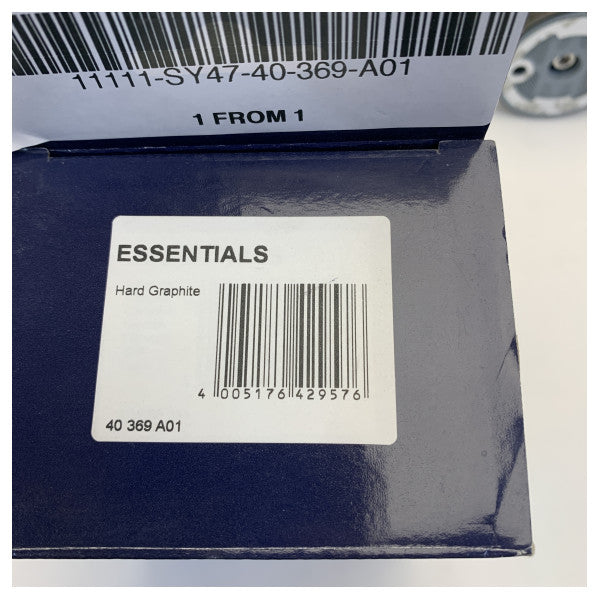 11111-SY47-40-369-A01
1 FROM 1
ESSENTIALS
Hard Graphite
4 005176 429576
40 369 A01